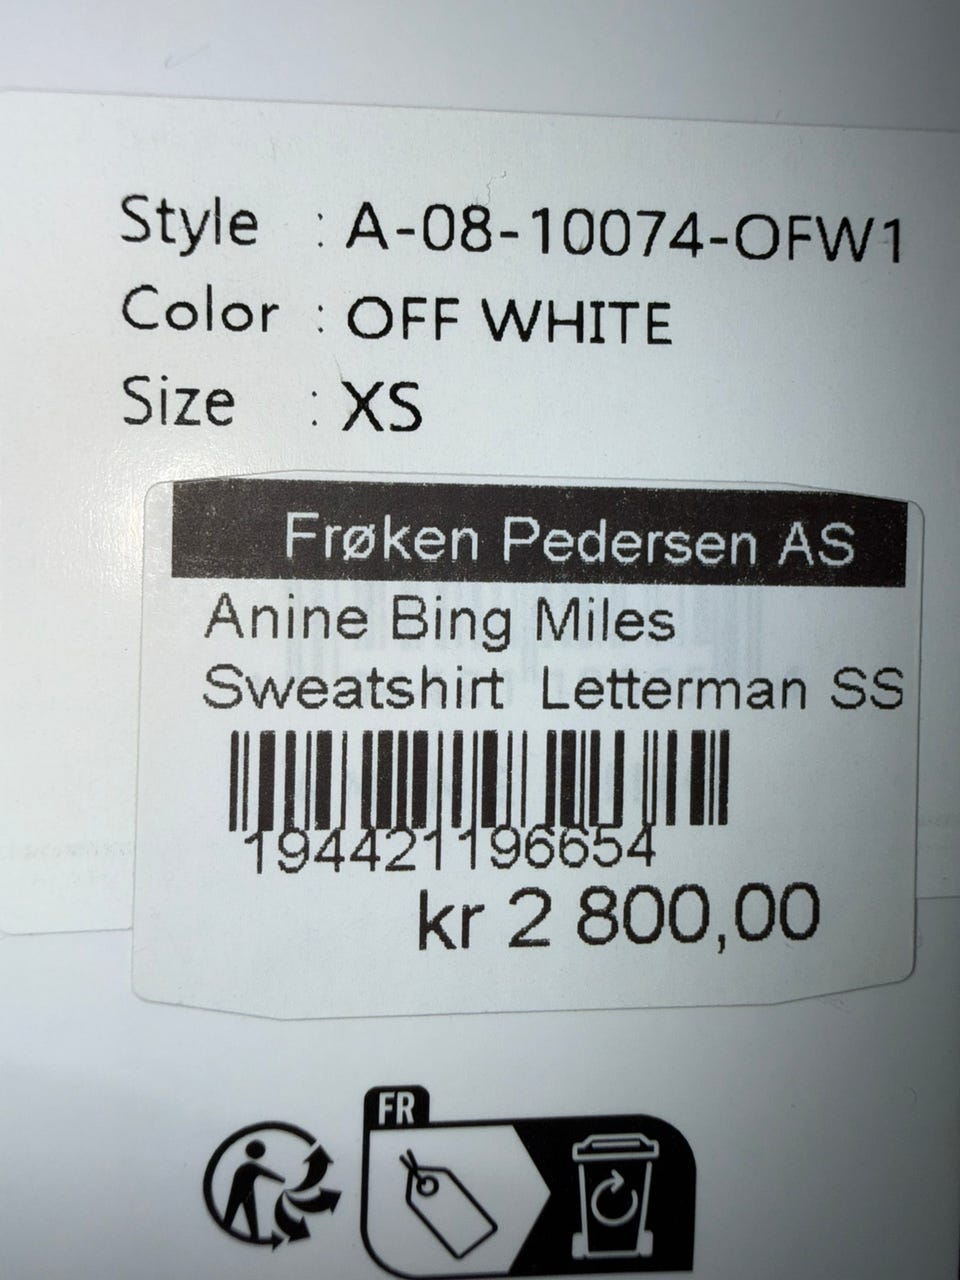 Style : A-08-10074-OFW1
Color : OFF WHITE
Size : XS
Frøken Pedersen AS
Anine Bing Miles
Sweatshirt Letterman SS
194421196654
kr 2 800,00
FR